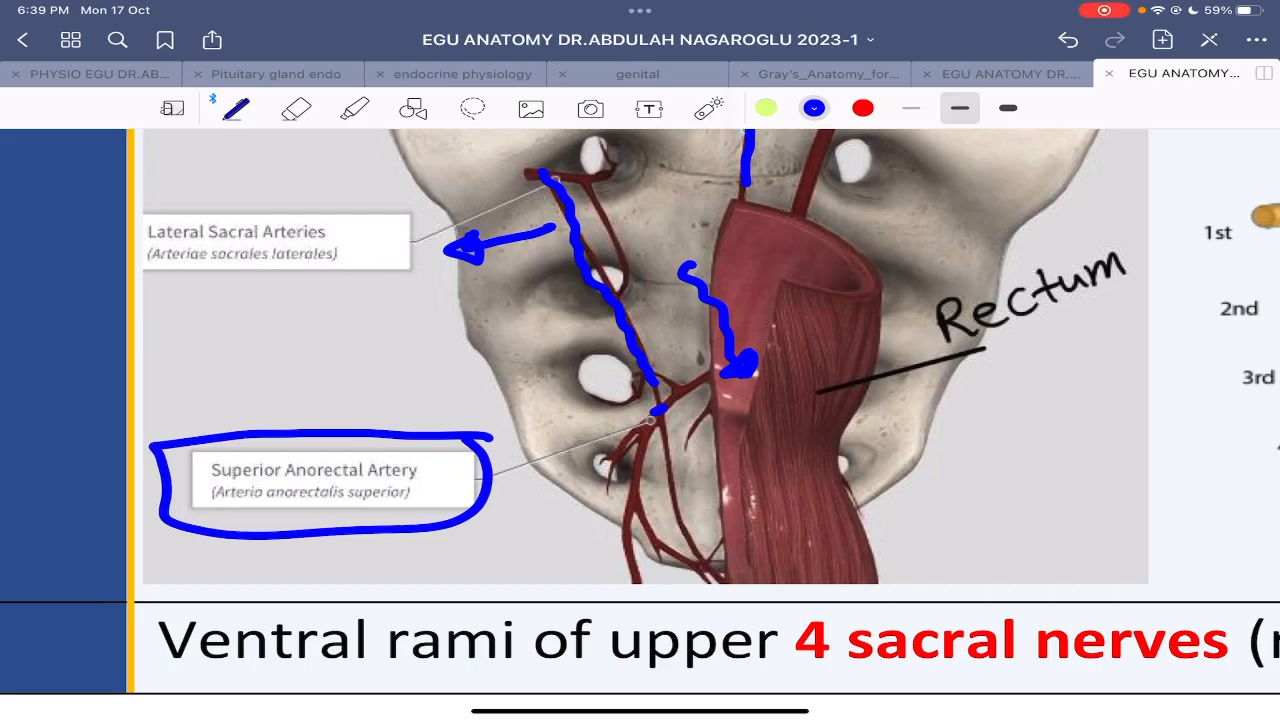 6:39 PM Mon 17 Oct
59%
EGU ANATOMY DR.ABDULAH NAGAROGLU 2023-1
PHYSIO EGU DR.AB...
Pituitary gland endo
endocrine physiology
genital
Gray's_Anatomy_for...
EGU ANATOMY DR....
EGU ANATOMY...
T
Lateral Sacral Arteries
(Arteriae sacrales laterales)
Rectum
1st
2nd
3rd
Superior Anorectal Artery
(Arteria anorectalis superior)
Ventral rami of upper 4 sacral nerves (